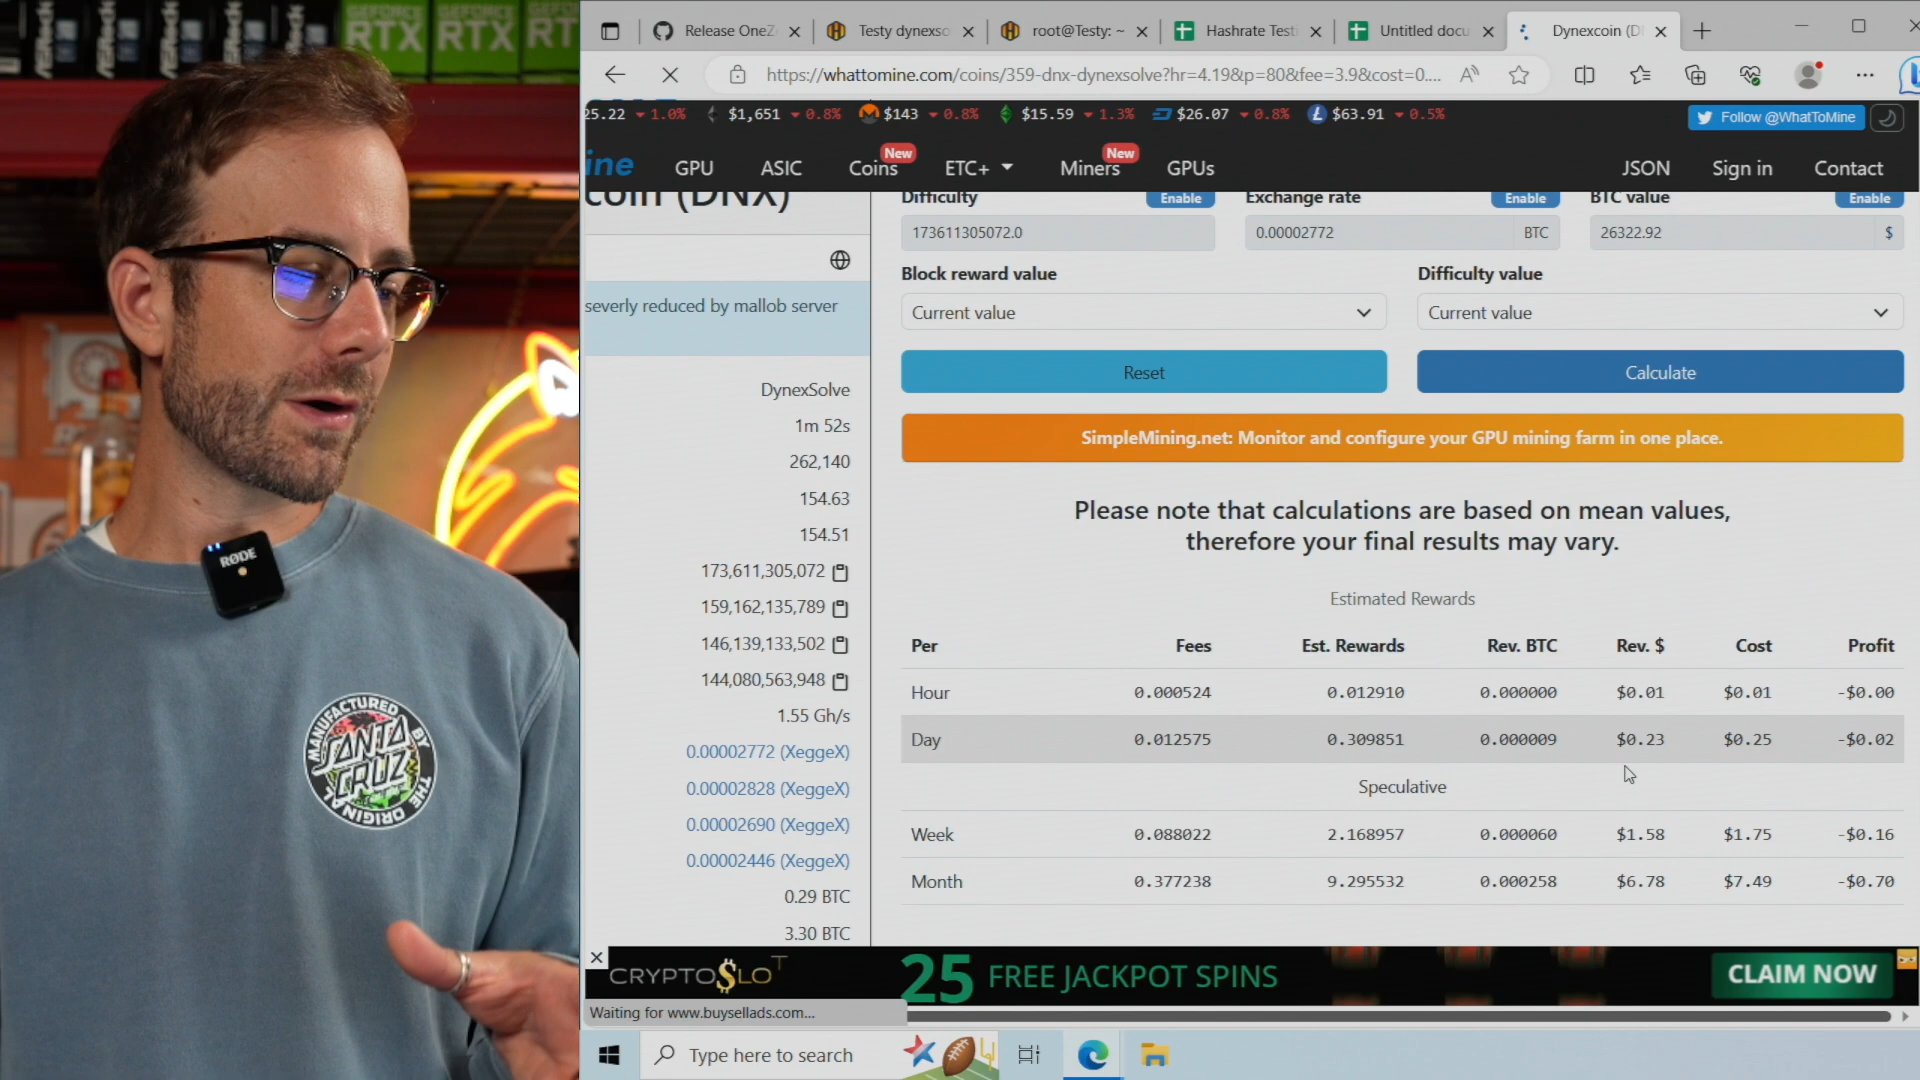 GEFORCE
RTX
RTX
RT
RØDE
MANUFACTURED BY
SANTA
CRUZ
THE ORIGINAL
Release OneZ
Testy dynexso
root@Testy: ~
Hashrate Testi
Untitled docu
Dynexcoin (D
https://whattomine.com/coins/359-dnx-dynexsolve?hr=4.19&p=80&fee=3.9&cost=0....
25.22 1.0% $1,651 0.8% $143 0.8% $15.59 1.3% $26.07 0.8% $63.91 0.5%
Follow @WhatToMine
ine GPU ASIC Coins New ETC+ Miners New GPUs JSON Sign in Contact
coin (DNX)
severly reduced by mallob server
DynexSolve
1m 52s
262,140
154.63
154.51
173,611,305,072
159,162,135,789
146,139,133,502
144,080,563,948
1.55 Gh/s
0.00002772 (XeggeX)
0.00002828 (XeggeX)
0.00002690 (XeggeX)
0.00002446 (XeggeX)
0.29 BTC
3.30 BTC
Difficulty Enable Exchange rate Enable BTC value Enable
173611305072.0 0.00002772 BTC 26322.92 $
Block reward value Difficulty value
Current value Current value
Reset Calculate
SimpleMining.net: Monitor and configure your GPU mining farm in one place.
Please note that calculations are based on mean values,
therefore your final results may vary.
Estimated Rewards
Per Fees Est. Rewards Rev. BTC Rev. $ Cost Profit
Hour 0.000524 0.012910 0.000000 $0.01 $0.01 -$0.00
Day 0.012575 0.309851 0.000009 $0.23 $0.25 -$0.02
Speculative
Week 0.088022 2.168957 0.000060 $1.58 $1.75 -$0.16
Month 0.377238 9.295532 0.000258 $6.78 $7.49 -$0.70
CRYPTO$LOT 25 FREE JACKPOT SPINS CLAIM NOW
Waiting for www.buysellads.com...
Type here to search